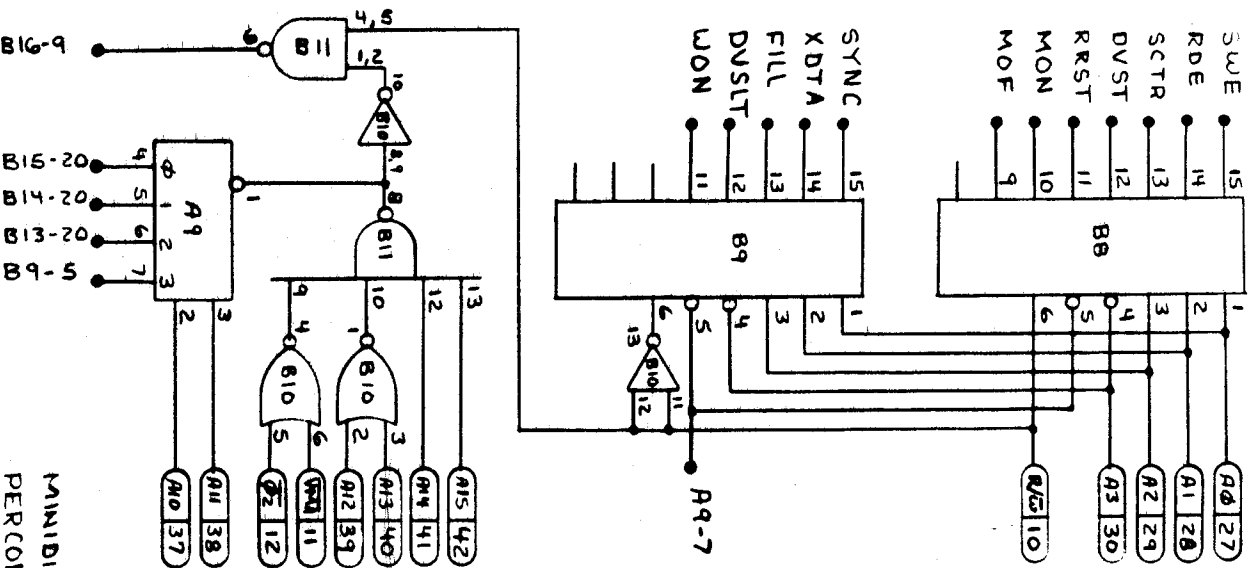 B16-9
6
B11
4,5
1,2
10
B10
8,9
B15-20
B14-20
B13-20
B9-5
4
5
6
7
φ
1
2
3
A9
1
2
3
8
B11
9
10
12
13
4
1
B10
B10
5
6
2
3
A10 37
A11 38
φ2 12
11
A12 39
A13 40
A14 41
A15 42
WON
DVSLT
FILL
XDTA
SYNC
11
12
13
14
15
B9
6
5
4
3
2
1
13
B10
12
11
A9-7
MOF
MON
RRST
DVST
SCTR
RDE
SWE
9
10
11
12
13
14
15
B8
6
5
4
3
2
1
R/W 10
A3 30
A2 29
A1 28
Aφ 27
MINIDI
PERCOM